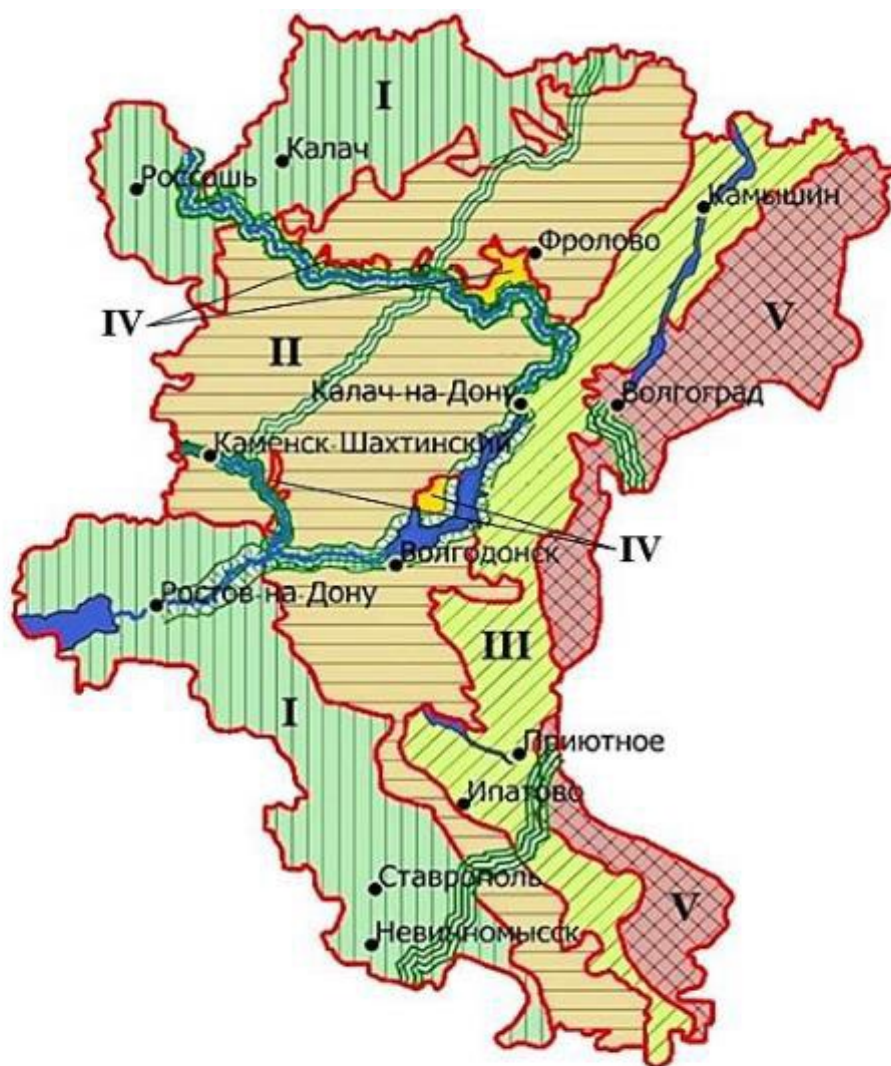 I
Калач
Россошь
Камышин
Фролово
IV
V
II
Калач-на-Дону
Волгоград
Каменск-Шахтинский
IV
Волгодонск
Ростов-на-Дону
III
I
Приютное
Ипатово
Ставрополь
V
Невинномысск